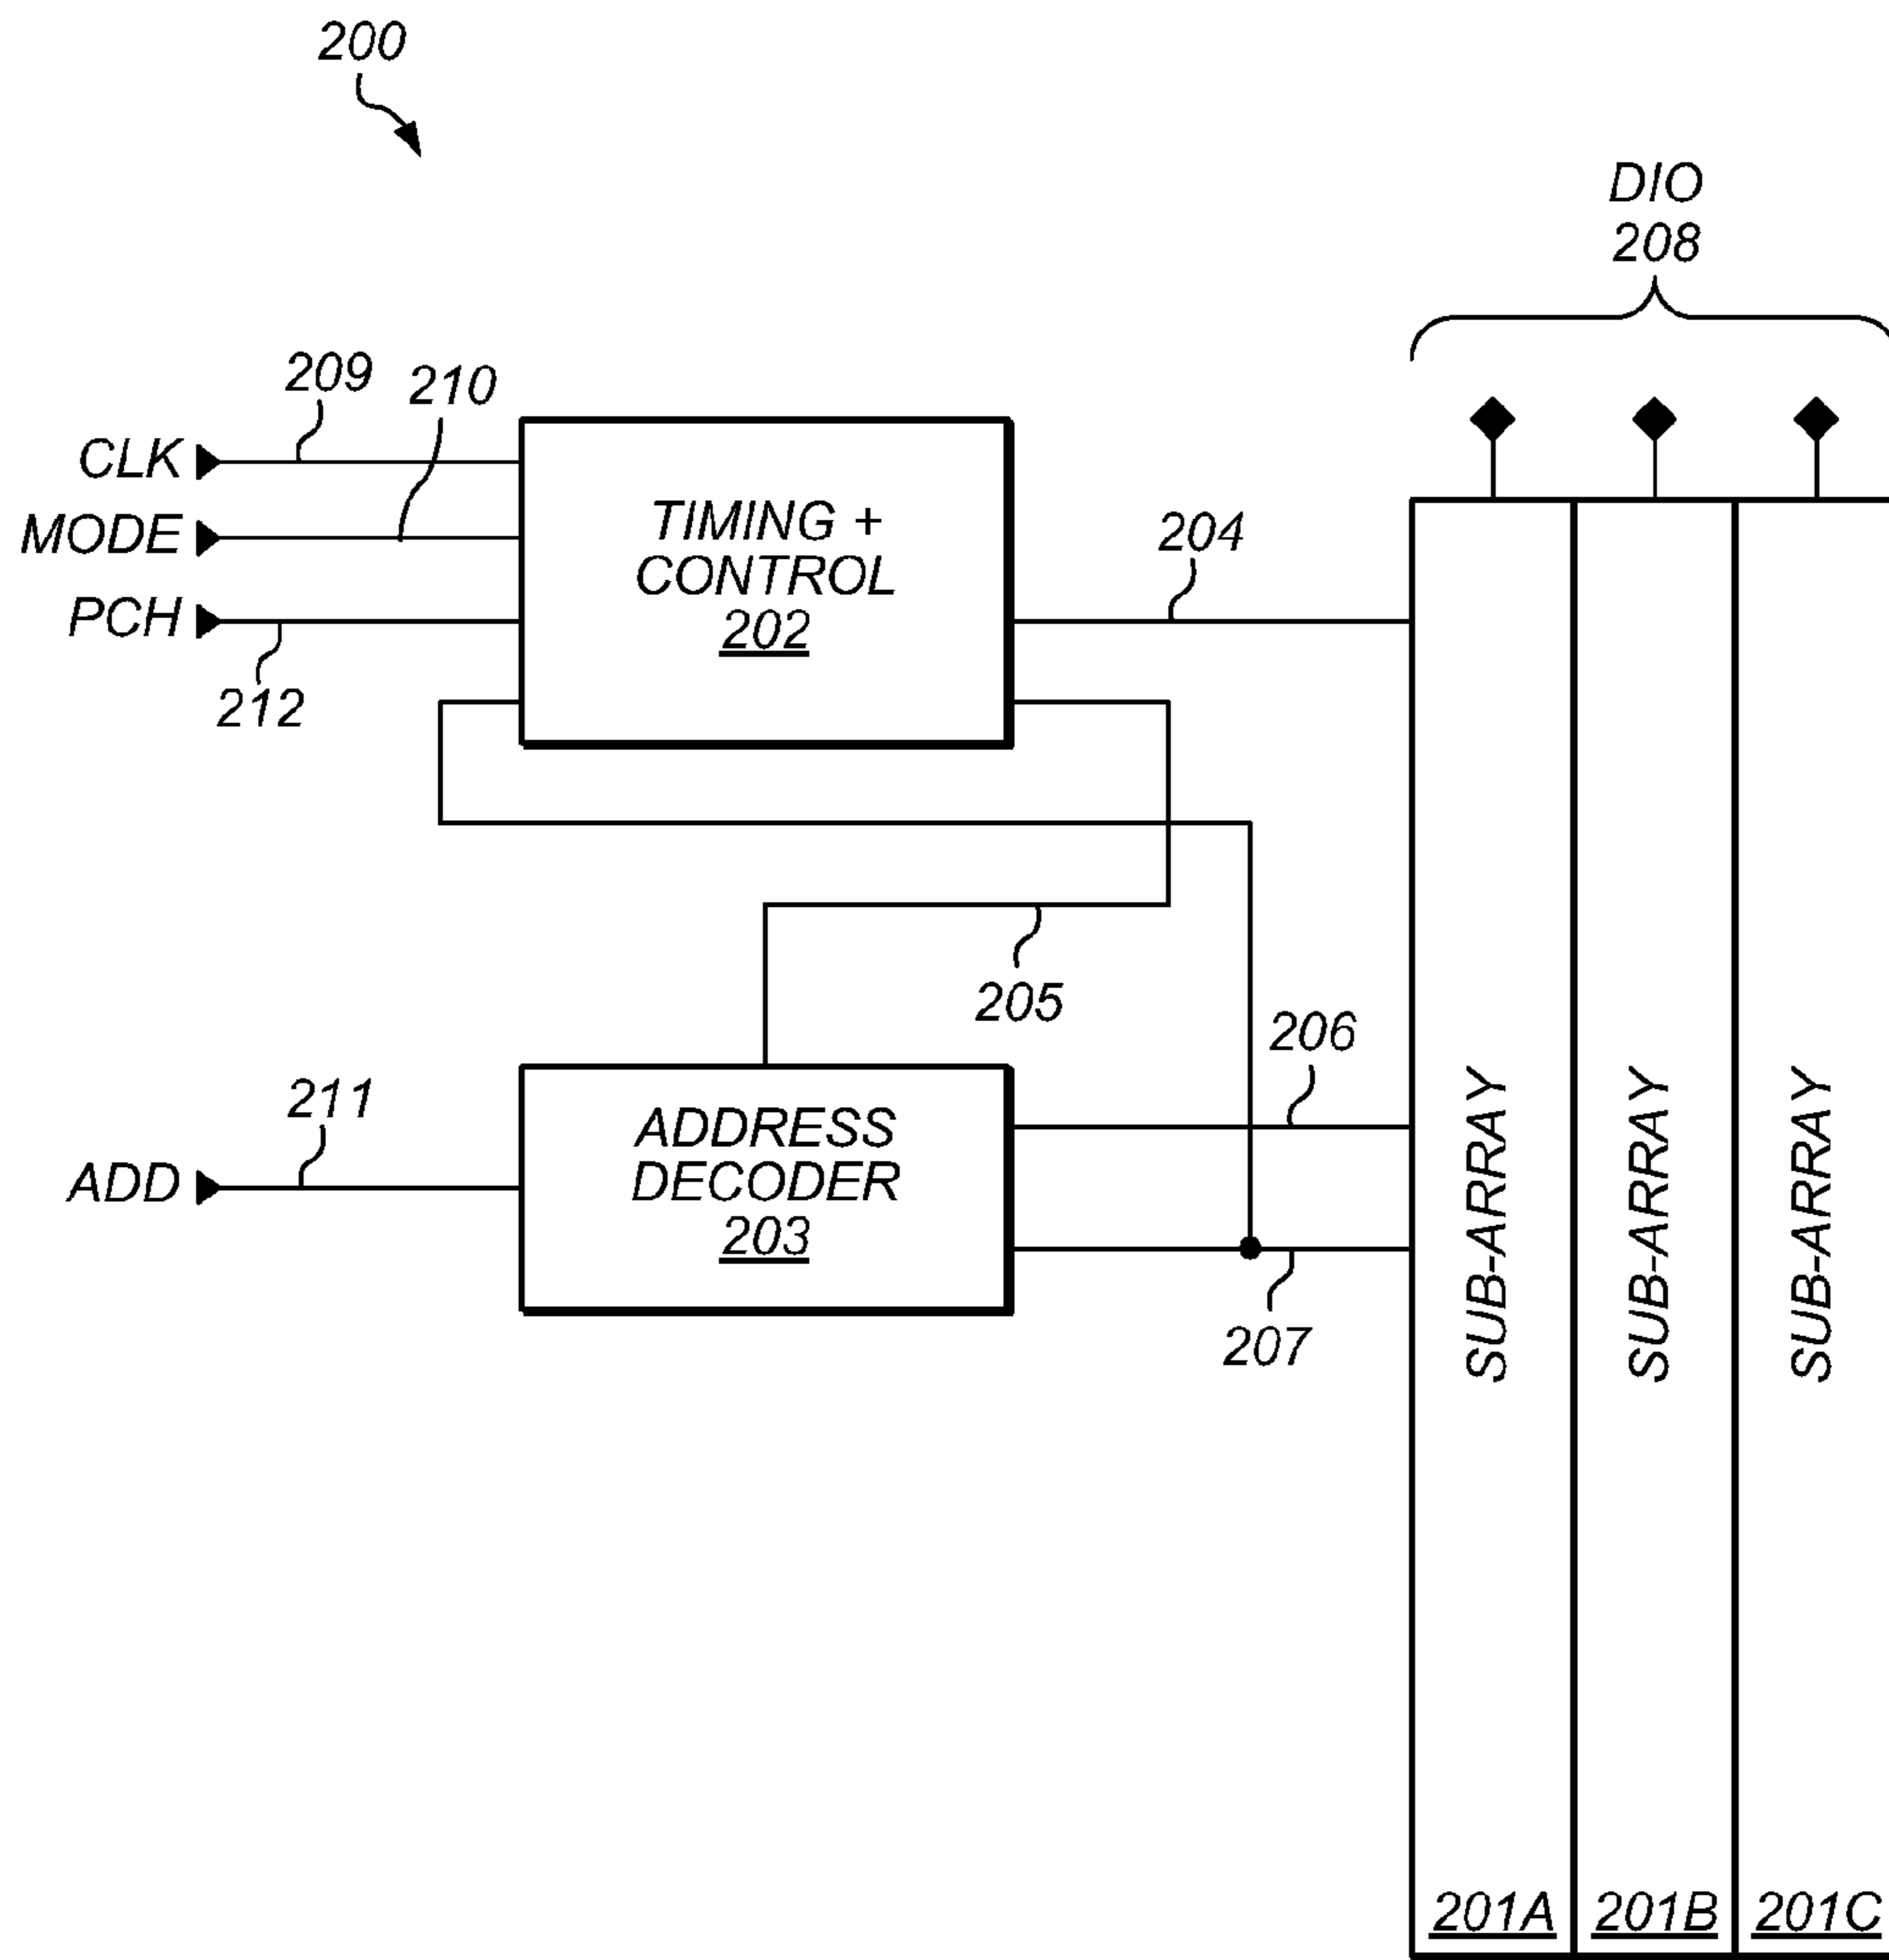 200
DIO
208
209
210
CLK
MODE
PCH
212
TIMING +
CONTROL
202
204
205
206
211
ADD
ADDRESS
DECODER
203
207
SUB-ARRAY
SUB-ARRAY
SUB-ARRAY
201A
201B
201C